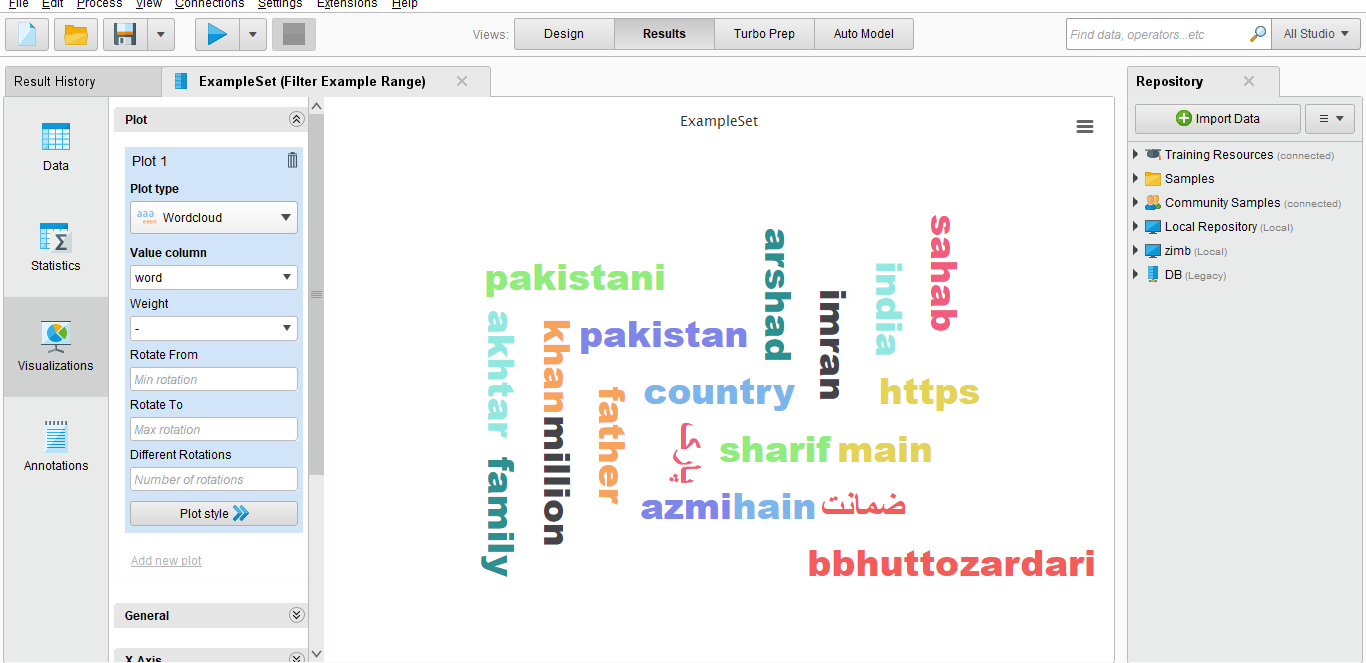 File Edit Process View Connections Settings Extensions Help
Views: Design Results Turbo Prep Auto Model
Find data, operators...etc
All Studio
Result History
ExampleSet (Filter Example Range)
Data
Statistics
Visualizations
Annotations
Plot
Plot 1
Plot type
aaa Wordcloud
Value column
word
Weight
-
Rotate From
Min rotation
Rotate To
Max rotation
Different Rotations
Number of rotations
Plot style
Add new plot
General
X Axis
ExampleSet
pakistani
akhtar
khan
pakistan
arshad
imran
india
sahab
country
https
father
million
family
پارٹی
sharif
main
azmi
hain
ضمانت
bbhuttozardari
Repository
Import Data
Training Resources (connected)
Samples
Community Samples (connected)
Local Repository (Local)
zimb (Local)
DB (Legacy)